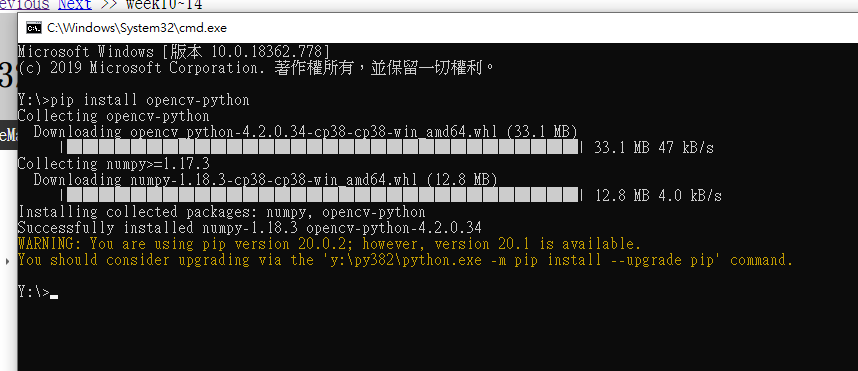 evious Next >> week10~14
C:\Windows\System32\cmd.exe
Microsoft Windows [版本 10.0.18362.778]
(c) 2019 Microsoft Corporation. 著作權所有，並保留一切權利。
Y:\>pip install opencv-python
Collecting opencv-python
Downloading opencv_python-4.2.0.34-cp38-cp38-win_amd64.whl (33.1 MB)
33.1 MB 47 kB/s
Collecting numpy>=1.17.3
Downloading numpy-1.18.3-cp38-cp38-win_amd64.whl (12.8 MB)
12.8 MB 4.0 kB/s
Installing collected packages: numpy, opencv-python
Successfully installed numpy-1.18.3 opencv-python-4.2.0.34
WARNING: You are using pip version 20.0.2; however, version 20.1 is available.
You should consider upgrading via the 'y:\py382\python.exe -m pip install --upgrade pip' command.
Y:\>